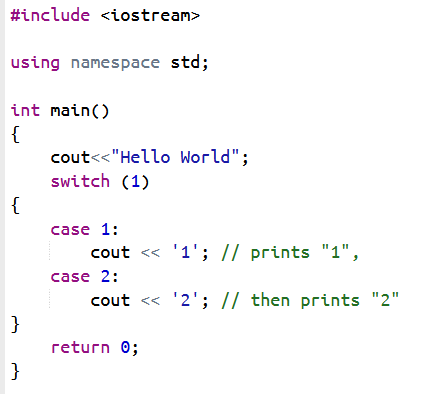 #include <iostream>
using namespace std;
int main()
{
cout<<"Hello World";
switch (1)
{
case 1:
cout << '1'; // prints "1",
case 2:
cout << '2'; // then prints "2"
}
return 0;
}